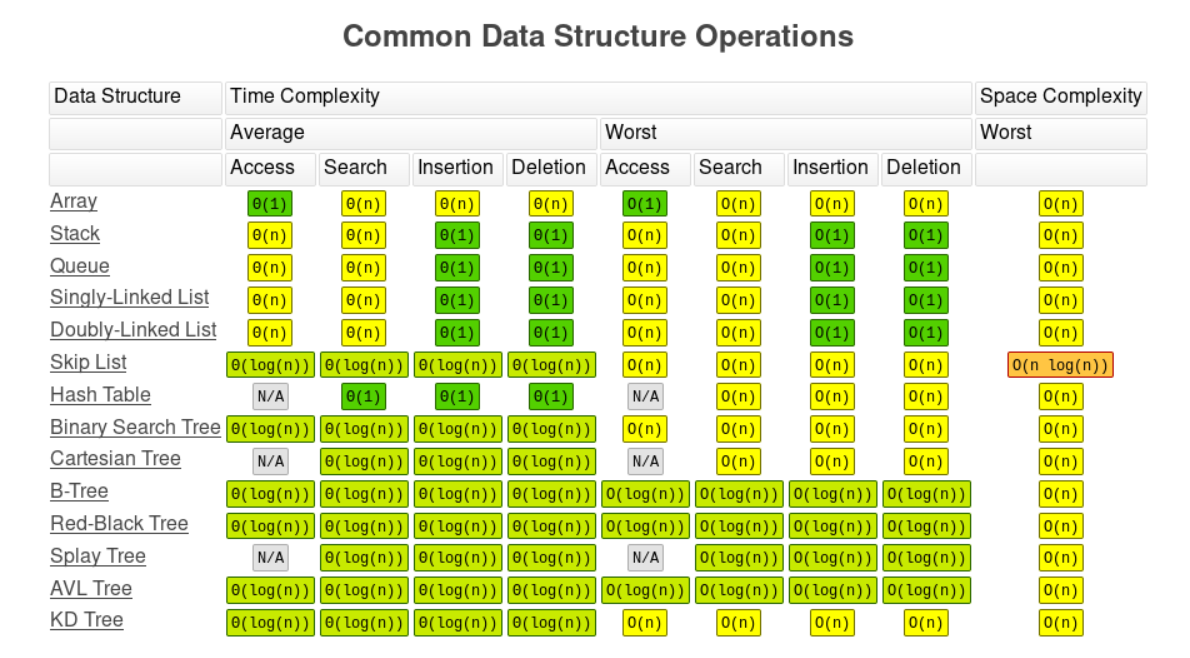 Common Data Structure Operations
Data Structure Time Complexity Space Complexity
Average Worst Worst
Access Search Insertion Deletion Access Search Insertion Deletion
Array Θ(1) Θ(n) Θ(n) Θ(n) O(1) O(n) O(n) O(n) O(n)
Stack Θ(n) Θ(n) Θ(1) Θ(1) O(n) O(n) O(1) O(1) O(n)
Queue Θ(n) Θ(n) Θ(1) Θ(1) O(n) O(n) O(1) O(1) O(n)
Singly-Linked List Θ(n) Θ(n) Θ(1) Θ(1) O(n) O(n) O(1) O(1) O(n)
Doubly-Linked List Θ(n) Θ(n) Θ(1) Θ(1) O(n) O(n) O(1) O(1) O(n)
Skip List Θ(log(n)) Θ(log(n)) Θ(log(n)) Θ(log(n)) O(n) O(n) O(n) O(n) O(n log(n))
Hash Table N/A Θ(1) Θ(1) Θ(1) N/A O(n) O(n) O(n) O(n)
Binary Search Tree Θ(log(n)) Θ(log(n)) Θ(log(n)) Θ(log(n)) O(n) O(n) O(n) O(n) O(n)
Cartesian Tree N/A Θ(log(n)) Θ(log(n)) Θ(log(n)) N/A O(n) O(n) O(n) O(n)
B-Tree Θ(log(n)) Θ(log(n)) Θ(log(n)) Θ(log(n)) O(log(n)) O(log(n)) O(log(n)) O(log(n)) O(n)
Red-Black Tree Θ(log(n)) Θ(log(n)) Θ(log(n)) Θ(log(n)) O(log(n)) O(log(n)) O(log(n)) O(log(n)) O(n)
Splay Tree N/A Θ(log(n)) Θ(log(n)) Θ(log(n)) N/A O(log(n)) O(log(n)) O(log(n)) O(n)
AVL Tree Θ(log(n)) Θ(log(n)) Θ(log(n)) Θ(log(n)) O(log(n)) O(log(n)) O(log(n)) O(log(n)) O(n)
KD Tree Θ(log(n)) Θ(log(n)) Θ(log(n)) Θ(log(n)) O(n) O(n) O(n) O(n) O(n)